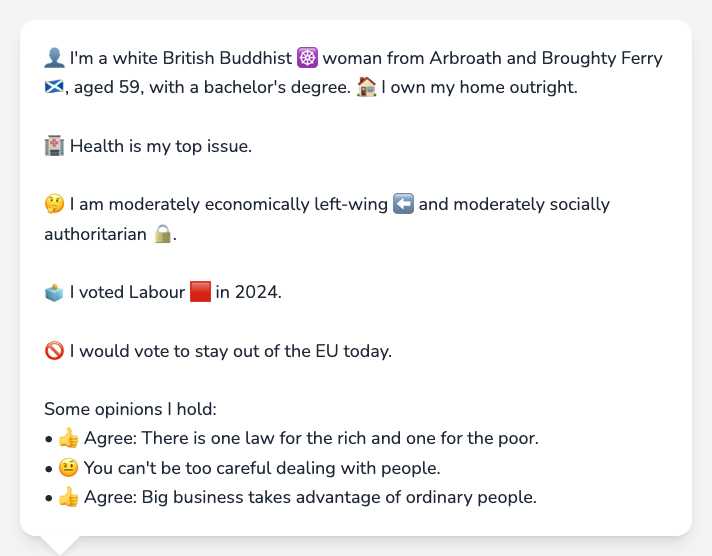 👤 I'm a white British Buddhist ☸️ woman from Arbroath and Broughty Ferry
🏴󠁧󠁢󠁳󠁣󠁴󠁿, aged 59, with a bachelor's degree. 🏠 I own my home outright.
🏥 Health is my top issue.
🤔 I am moderately economically left-wing ⬅️ and moderately socially
authoritarian 🔒.
🗳️ I voted Labour 🟥 in 2024.
🚫 I would vote to stay out of the EU today.
Some opinions I hold:
• 👍 Agree: There is one law for the rich and one for the poor.
• 🤨 You can't be too careful dealing with people.
• 👍 Agree: Big business takes advantage of ordinary people.